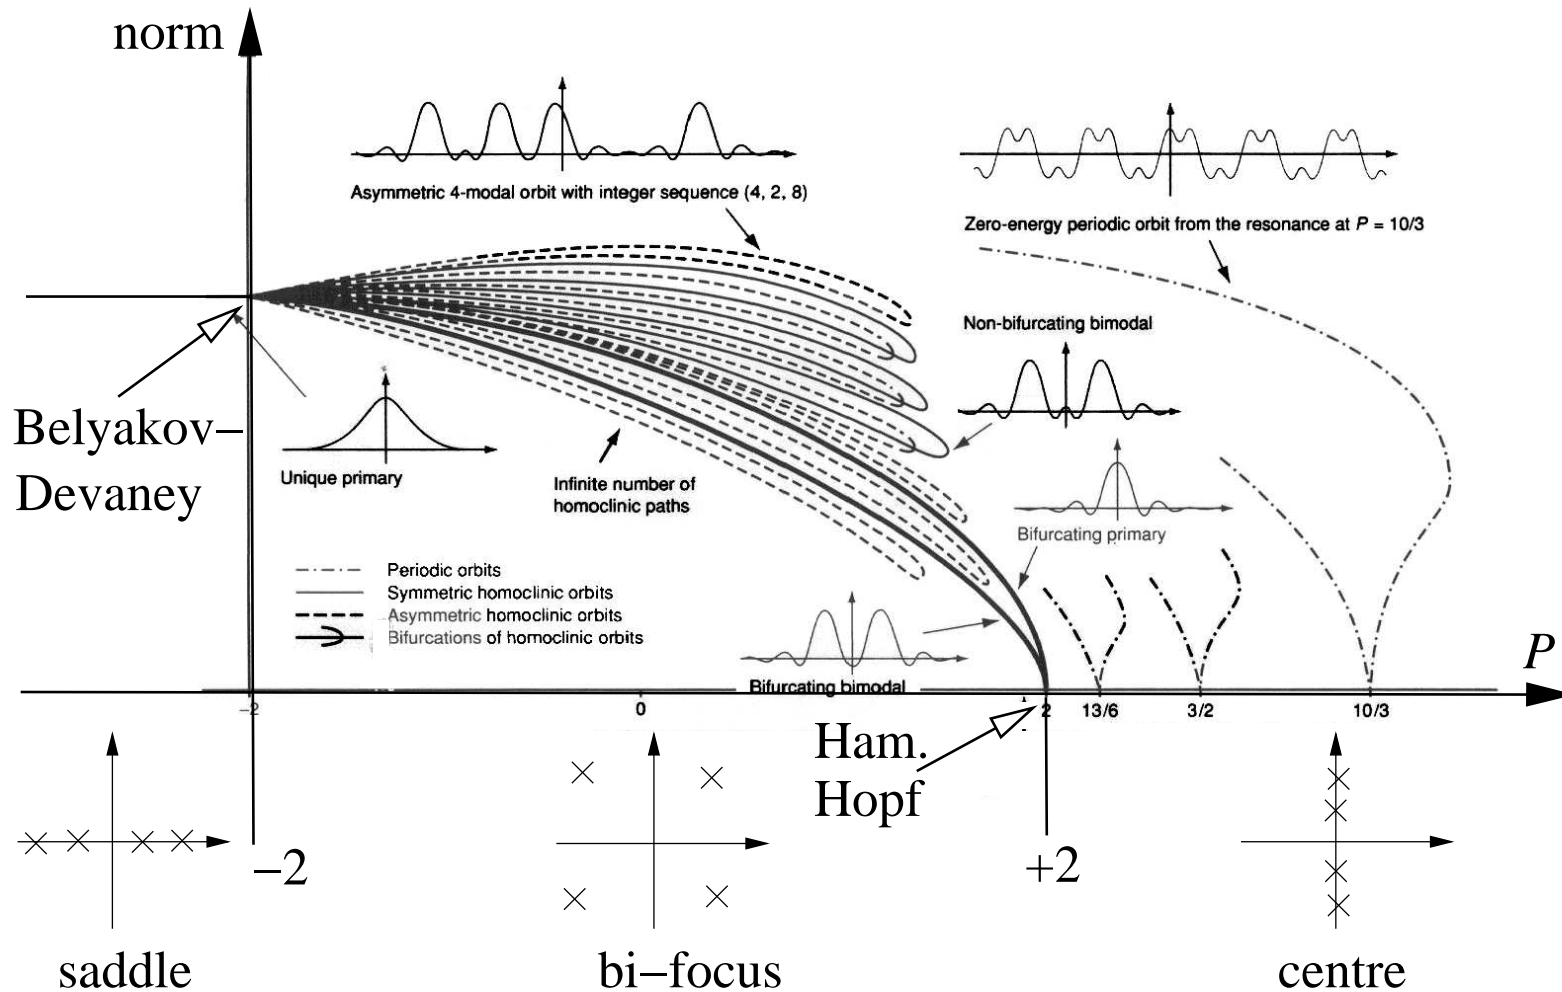 norm
Asymmetric 4-modal orbit with integer sequence (4, 2, 8)
Zero-energy periodic orbit from the resonance at P = 10/3
Non-bifurcating bimodal
Belyakov–
Devaney
Unique primary
Infinite number of
homoclinic paths
Bifurcating primary
Periodic orbits
Symmetric homoclinic orbits
Asymmetric homoclinic orbits
Bifurcations of homoclinic orbits
Bifurcating bimodal
P
–2
0
2
13/6
3/2
10/3
Ham.
Hopf
–2
+2
saddle
bi–focus
centre